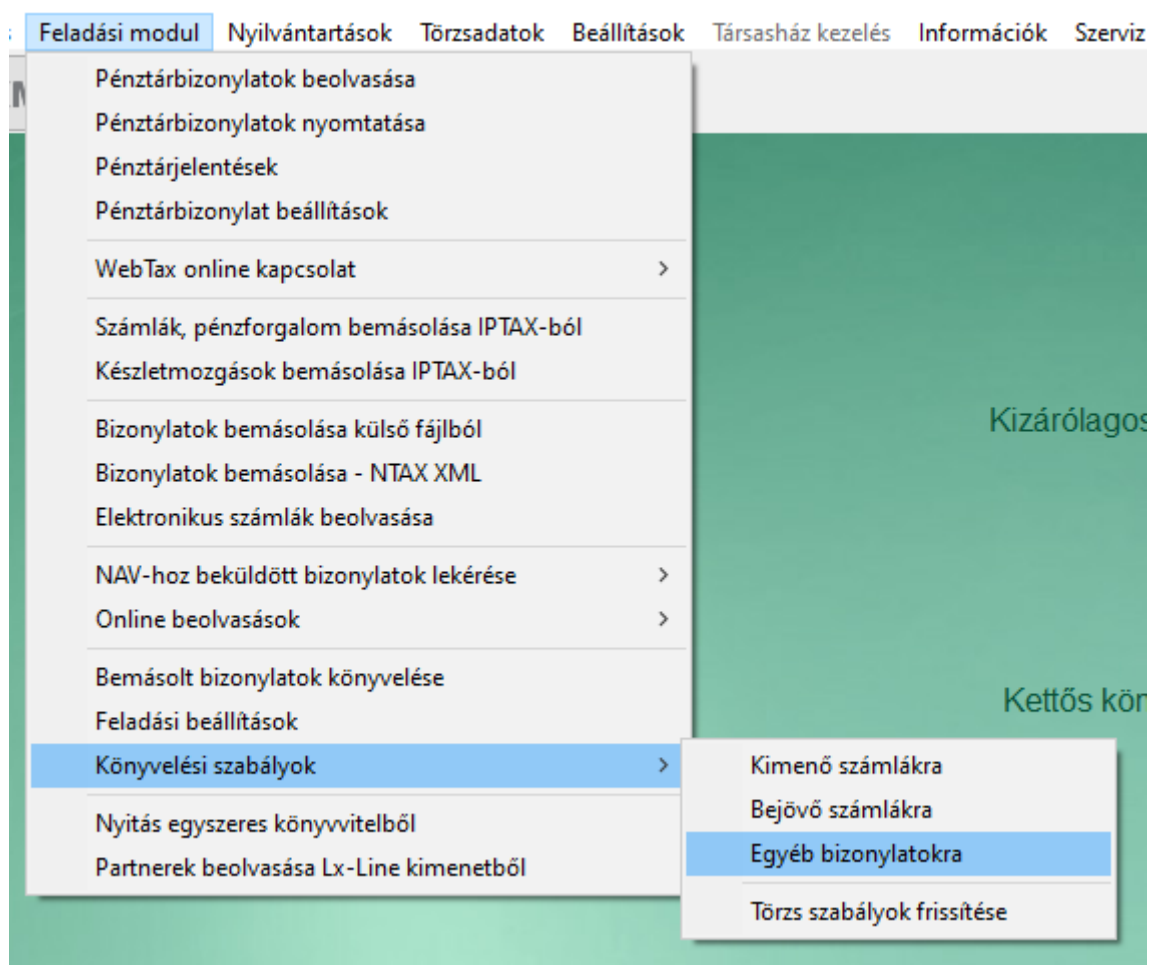 Feladási modul Nyilvántartások Törzsadatok Beállítások Társasház kezelés Információk Szerviz
Pénztárbizonylatok beolvasása
Pénztárbizonylatok nyomtatása
Pénztárjelentések
Pénztárbizonylat beállítások
WebTax online kapcsolat
Számlák, pénzforgalom bemásolása IPTAX-ból
Készletmozgások bemásolása IPTAX-ból
Bizonylatok bemásolása külső fájlból
Kizárólagos
Bizonylatok bemásolása - NTAX XML
Elektronikus számlák beolvasása
NAV-hoz beküldött bizonylatok lekérése
Online beolvasások
Bemásolt bizonylatok könyvelése
Feladási beállítások
Kettős kön
Könyvelési szabályok
Kimenő számlákra
Bejövő számlákra
Egyéb bizonylatokra
Törzs szabályok frissítése
Nyitás egyszeres könyvvitelből
Partnerek beolvasása Lx-Line kimenetből